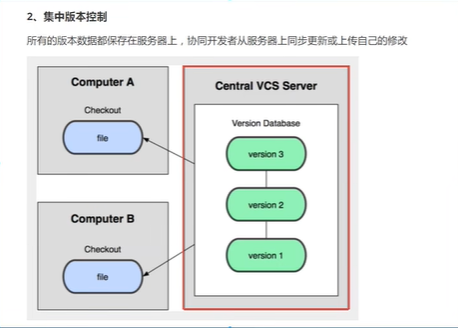 2、集中版本控制
所有的版本数据都保存在服务器上，协同开发者从服务器上同步更新或上传自己的修改
Computer A
Checkout
file
Central VCS Server
Version Database
version 3
version 2
version 1
Computer B
Checkout
file